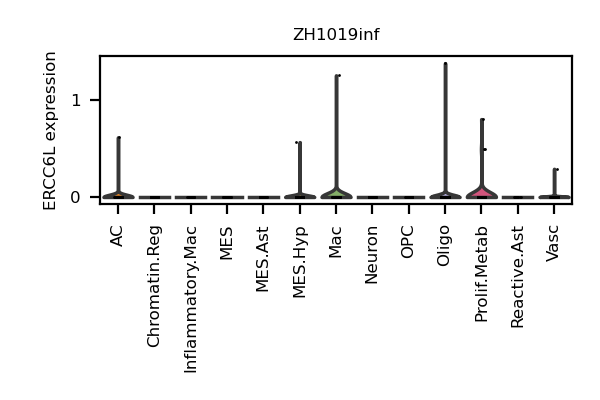 ZH1019inf
ERCC6L expression
1
0
AC
Chromatin.Reg
Inflammatory.Mac
MES
MES.Ast
MES.Hyp
Mac
Neuron
OPC
Oligo
Prolif.Metab
Reactive.Ast
Vasc